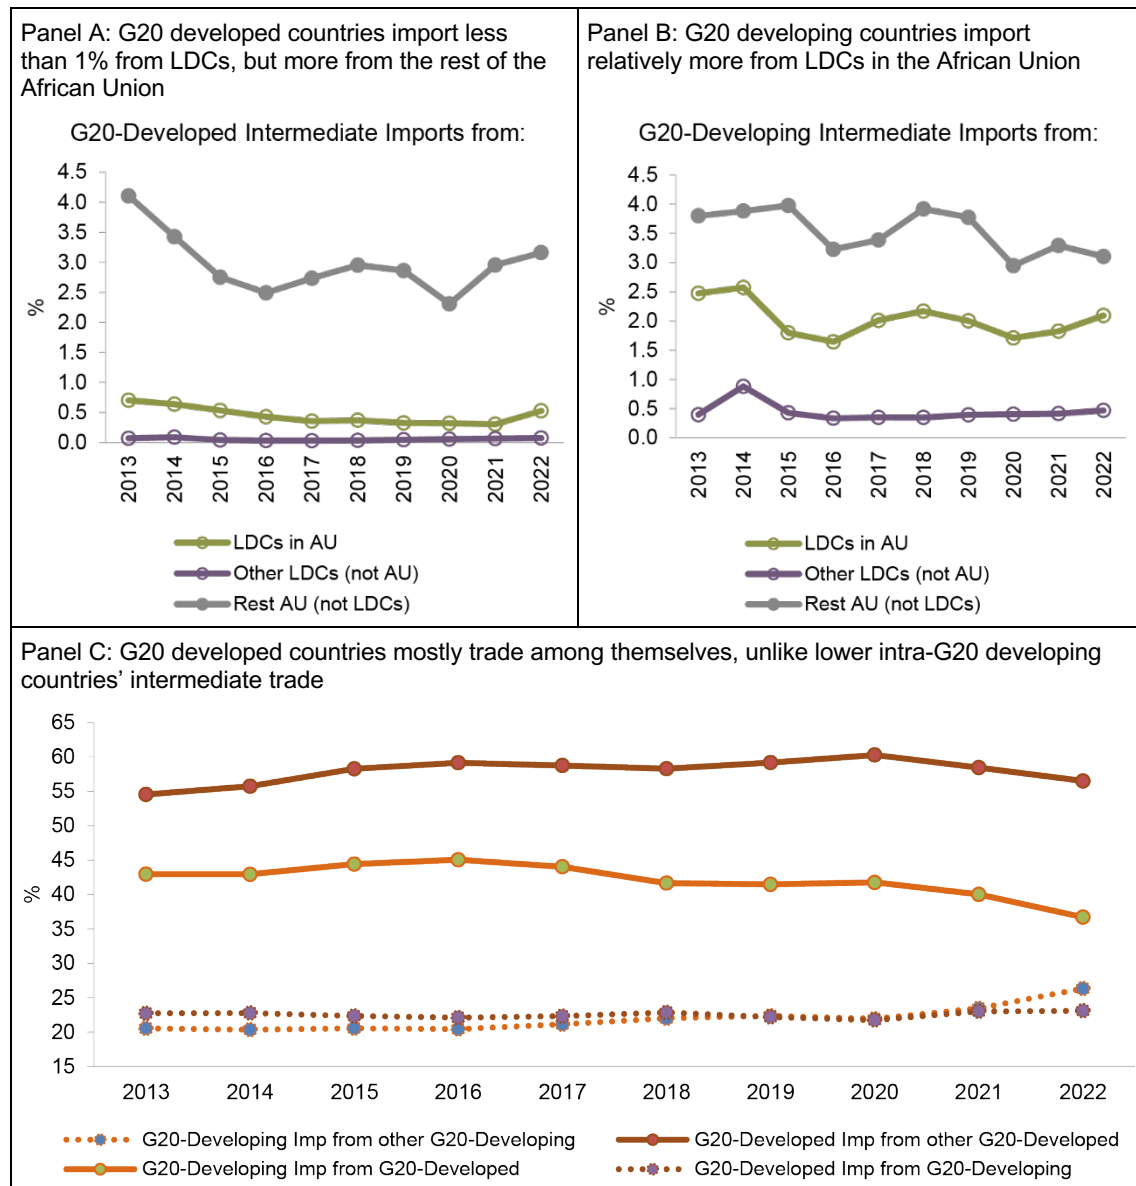 Panel A: G20 developed countries import less
than 1% from LDCs, but more from the rest of the
African Union
G20-Developed Intermediate Imports from:
4.5
4.0
3.5
3.0
2.5
2.0
1.5
1.0
0.5
0.0
%
2013
2014
2015
2016
2017
2018
2019
2020
2021
2022
LDCs in AU
Other LDCs (not AU)
Rest AU (not LDCs)
Panel B: G20 developing countries import
relatively more from LDCs in the African Union
G20-Developing Intermediate Imports from:
4.5
4.0
3.5
3.0
2.5
2.0
1.5
1.0
0.5
0.0
%
2013
2014
2015
2016
2017
2018
2019
2020
2021
2022
LDCs in AU
Other LDCs (not AU)
Rest AU (not LDCs)
Panel C: G20 developed countries mostly trade among themselves, unlike lower intra-G20 developing
countries' intermediate trade
65
60
55
50
45
40
35
30
25
20
15
%
2013 2014 2015 2016 2017 2018 2019 2020 2021 2022
G20-Developing Imp from other G20-Developing
G20-Developed Imp from other G20-Developed
G20-Developing Imp from G20-Developed
G20-Developed Imp from G20-Developing